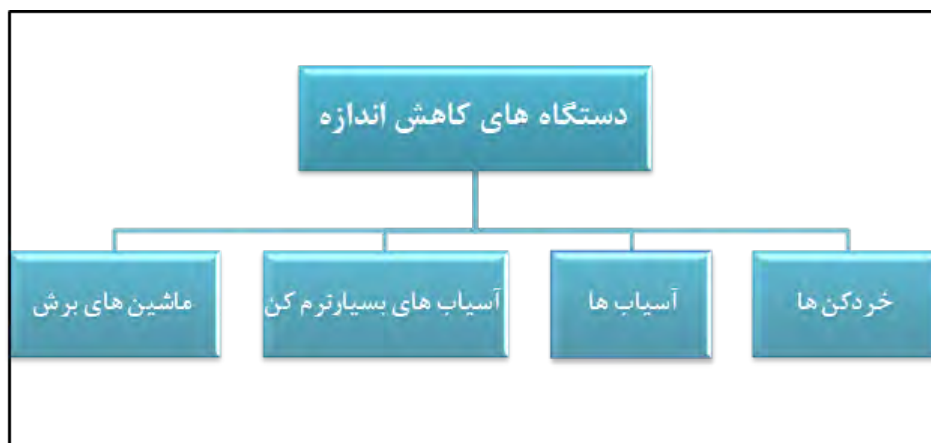 دستگاه های کاهش اندازه
خردکن ها
آسیاب ها
آسیاب های بسیارنرم کن
ماشین های برش